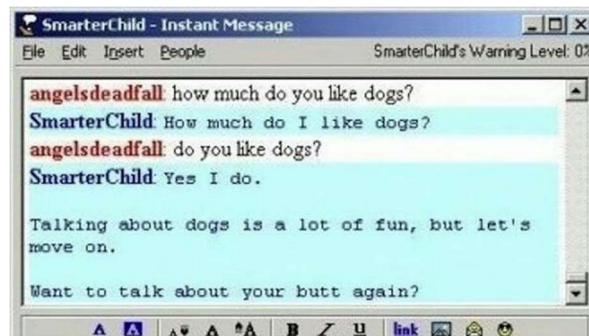 SmarterChild - Instant Message
File Edit Insert People SmarterChild's Warning Level: 0%
angelsdeadfall: how much do you like dogs?
SmarterChild: How much do I like dogs?
angelsdeadfall: do you like dogs?
SmarterChild: Yes I do.
Talking about dogs is a lot of fun, but let's
move on.
Want to talk about your butt again?
A A A A A B I U link